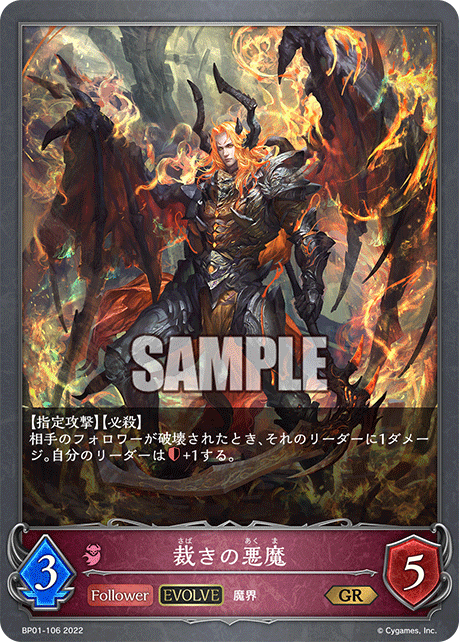 SAMPLE
【指定攻撃】【必殺】
相手のフォロワーが破壊されたとき、それのリーダーに1ダメー
ジ。自分のリーダーは+1する。
さば あくま
裁きの悪魔
3
Follower EVOLVE 魔界 GR
5
BP01-106 2022 © Cygames, Inc.